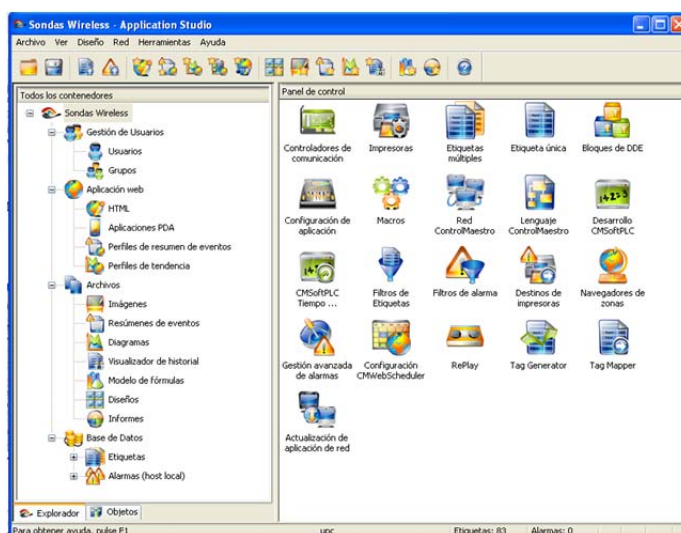 Sondas Wireless - Application Studio
Archivo Ver Diseño Red Herramientas Ayuda
Todos los contenedores
Sondas Wireless
Gestión de Usuarios
Usuarios
Grupos
Aplicación web
HTML
Aplicaciones PDA
Perfiles de resumen de eventos
Perfiles de tendencia
Archivos
Imágenes
Resúmenes de eventos
Diagramas
Visualizador de historial
Modelo de fórmulas
Diseños
Informes
Base de Datos
Etiquetas
Alarmas (host local)
Explorador Objetos
Panel de control
Controladores de
comunicación
Impresoras
Etiquetas
múltiples
Etiqueta única
Bloques de DDE
Configuración de
aplicación
Macros
Red
ControlMaestro
Lenguaje
ControlMaestro
Desarrollo
CMSoftPLC
CMSoftPLC
Tiempo ...
Filtros de
Etiquetas
Filtros de alarma
Destinos de
impresoras
Navegadores de
zonas
Gestión avanzada
de alarmas
Configuración
CMWebScheduler
RePlay
Tag Generator
Tag Mapper
Actualización de
aplicación de red
Para obtener ayuda, pulse F1 upc Etiquetas: 83 Alarmas: 0